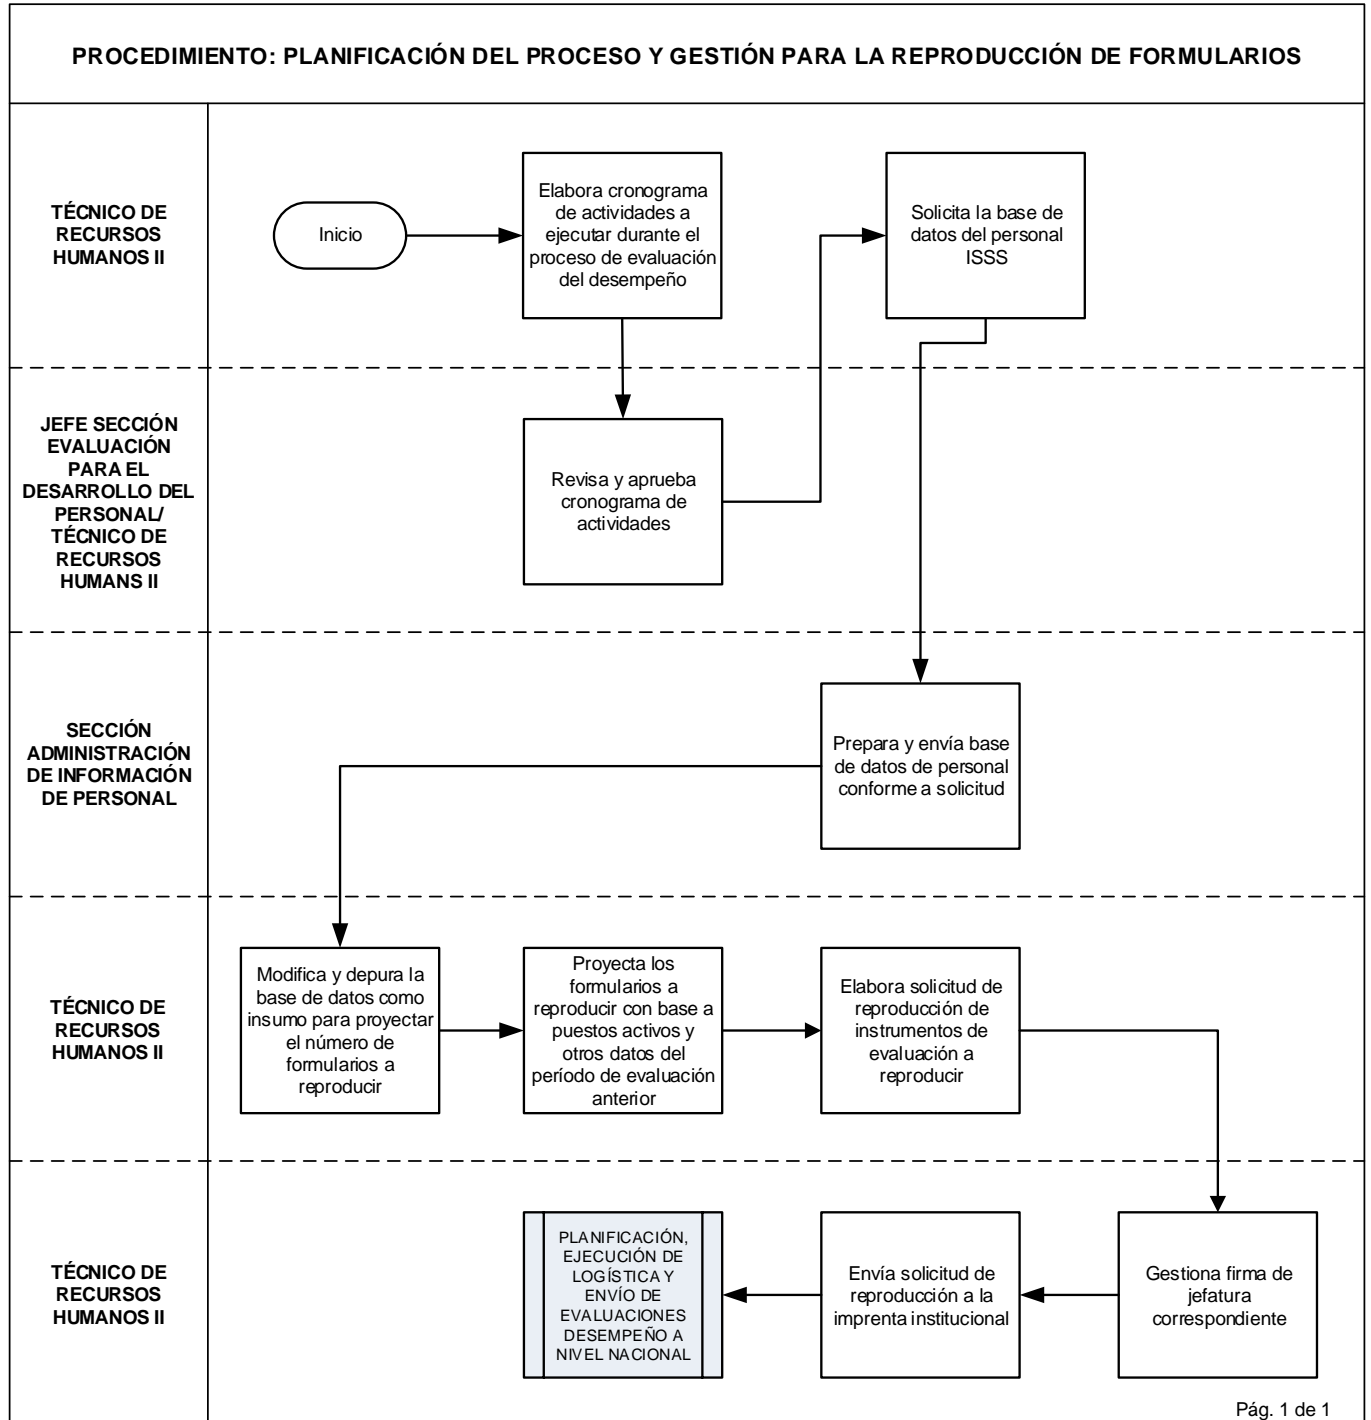 PROCEDIMIENTO: PLANIFICACIÓN DEL PROCESO Y GESTIÓN PARA LA REPRODUCCIÓN DE FORMULARIOS
TÉCNICO DE
RECURSOS
HUMANOS II
Inicio
Elabora cronograma
de actividades a
ejecutar durante el
proceso de evaluación
del desempeño
Solicita la base de
datos del personal
ISSS
JEFE SECCIÓN
EVALUACIÓN
PARA EL
DESARROLLO DEL
PERSONAL/
TÉCNICO DE
RECURSOS
HUMANS II
Revisa y aprueba
cronograma de
actividades
SECCIÓN
ADMINISTRACIÓN
DE INFORMACIÓN
DE PERSONAL
Prepara y envía base
de datos de personal
conforme a solicitud
TÉCNICO DE
RECURSOS
HUMANOS II
Modifica y depura la
base de datos como
insumo para proyectar
el número de
formularios a
reproducir
Proyecta los
formularios a
reproducir con base a
puestos activos y
otros datos del
período de evaluación
anterior
Elabora solicitud de
reproducción de
instrumentos de
evaluación a
reproducir
TÉCNICO DE
RECURSOS
HUMANOS II
PLANIFICACIÓN,
EJECUCIÓN DE
LOGÍSTICA Y
ENVÍO DE
EVALUACIONES
DESEMPEÑO A
NIVEL NACIONAL
Envía solicitud de
reproducción a la
imprenta institucional
Gestiona firma de
jefatura
correspondiente
Pág. 1 de 1